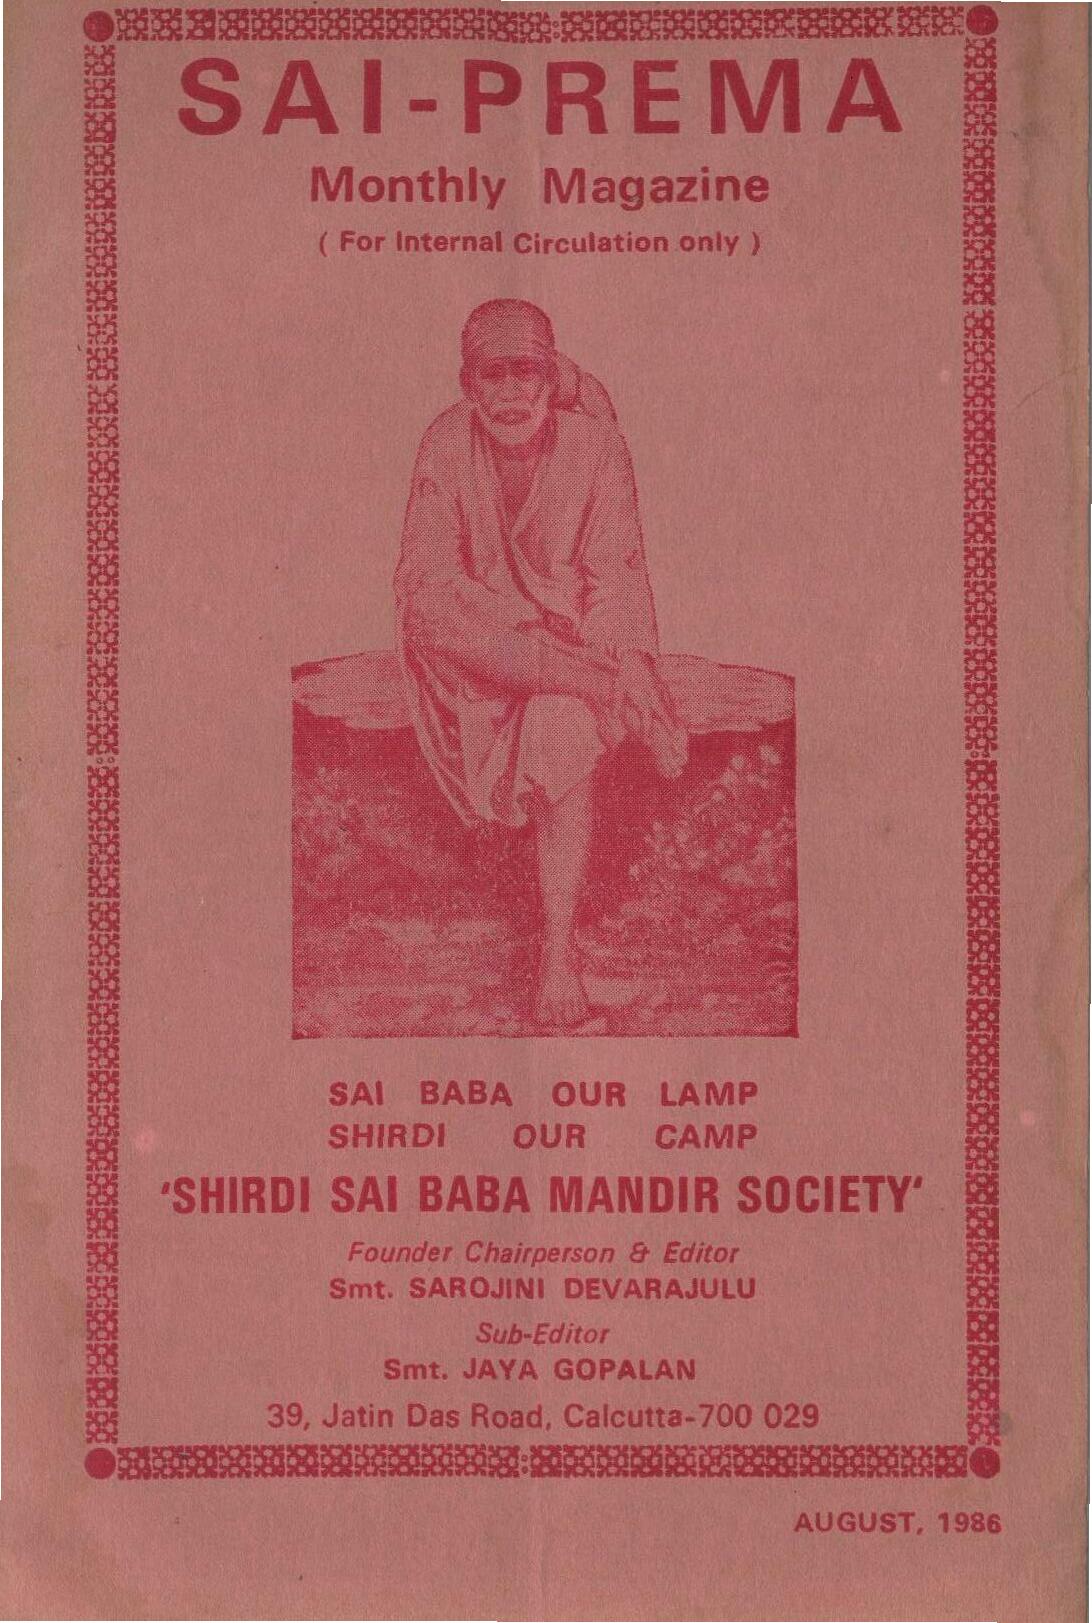 SAI-PREMA
Monthly Magazine
( For Internal Circulation only )
SAI BABA OUR LAMP
SHIRDI OUR CAMP
'SHIRDI SAI BABA MANDIR SOCIETY'
Founder Chairperson & Editor
Smt. SAROJINI DEVARAJULU
Sub-Editor
Smt. JAYA GOPALAN
39, Jatin Das Road, Calcutta-700 029
AUGUST, 1986